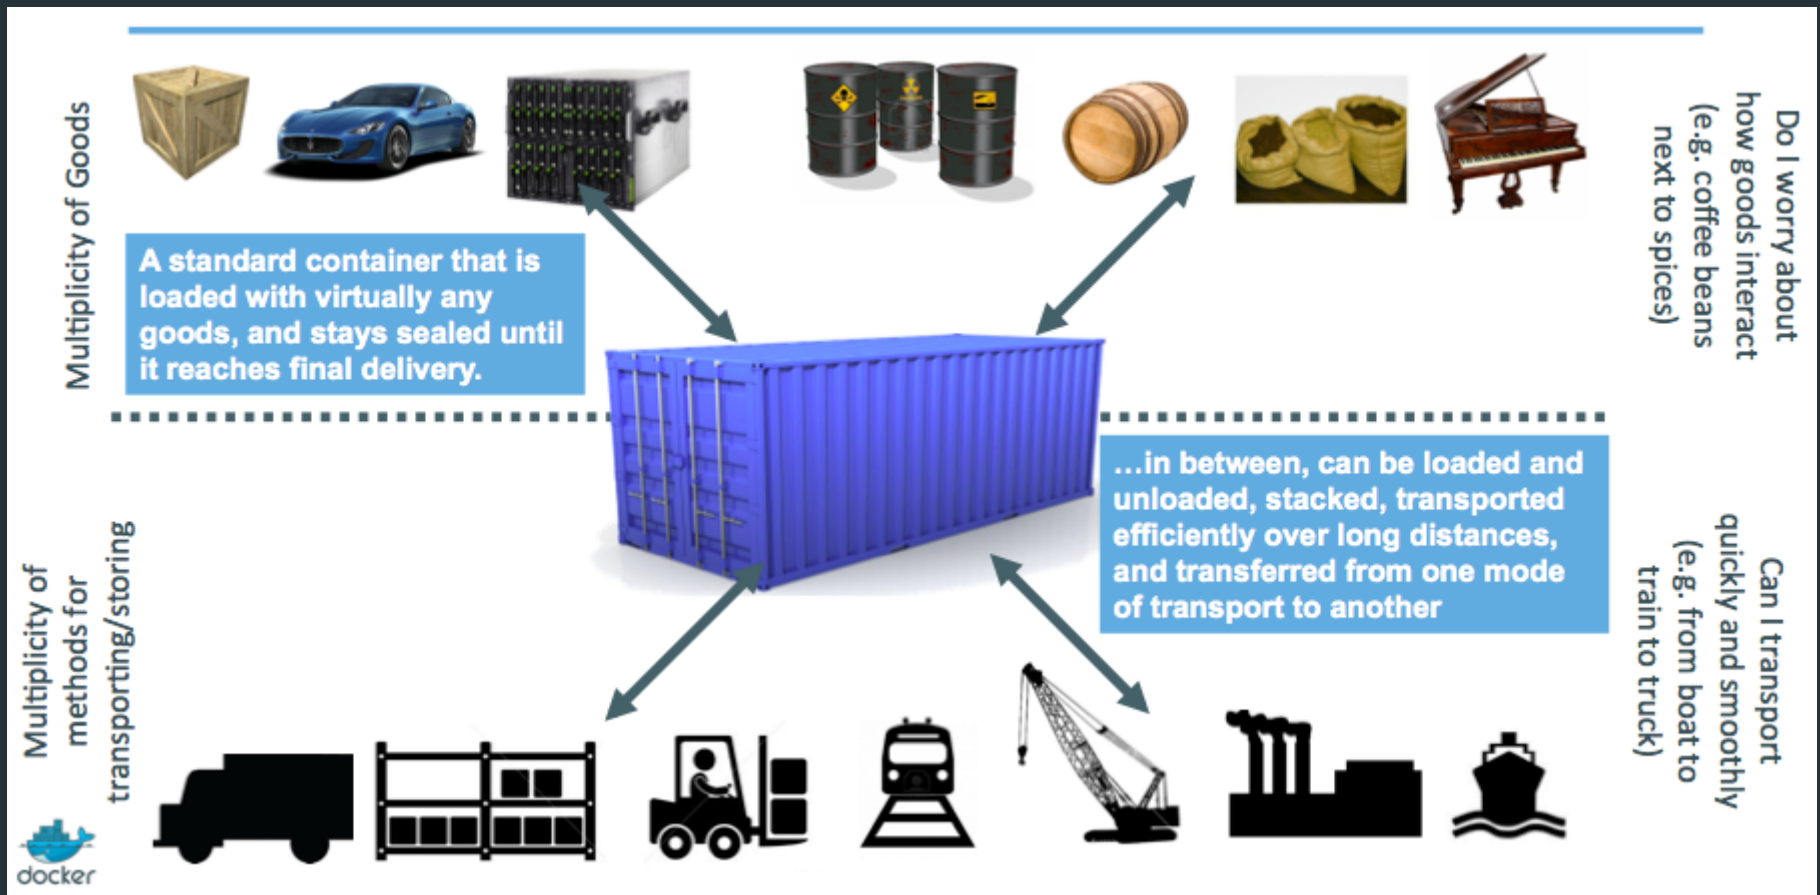 Multiplicity of Goods
A standard container that is
loaded with virtually any
goods, and stays sealed until
it reaches final delivery.
Do I worry about
how goods interact
(e.g. coffee beans
next to spices)
Multiplicity of
methods for
transporting/storing
…in between, can be loaded and
unloaded, stacked, transported
efficiently over long distances,
and transferred from one mode
of transport to another
Can I transport
quickly and smoothly
(e.g. from boat to
train to truck)
docker